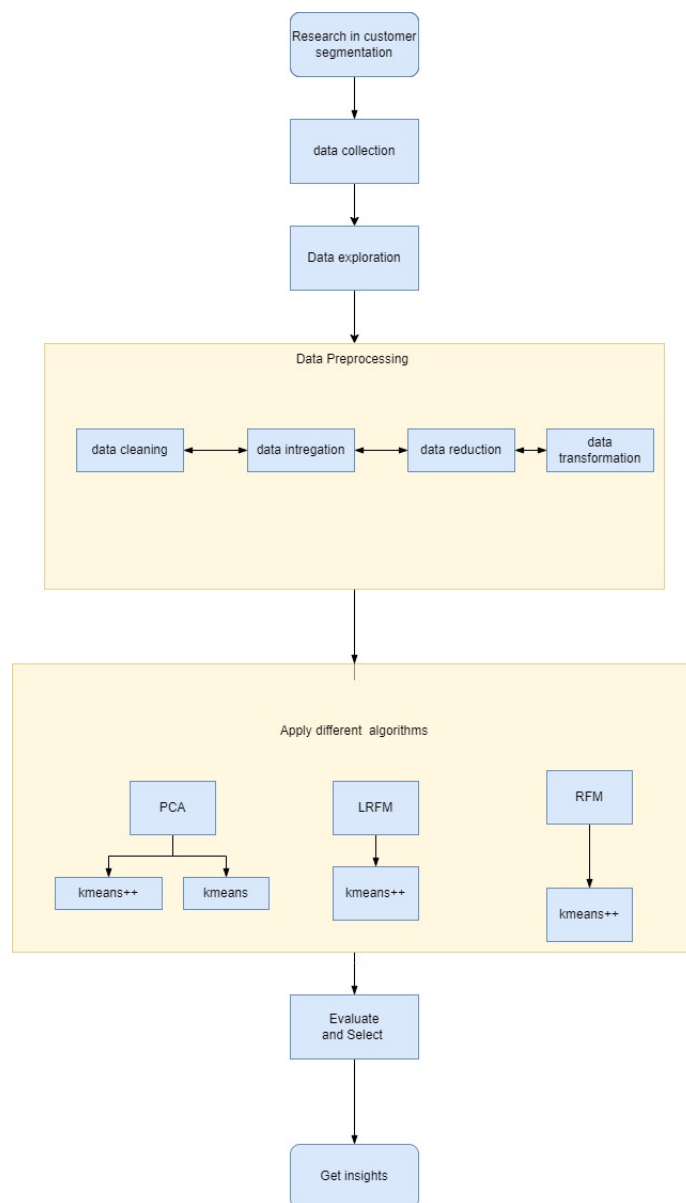 Research in customer
segmentation
data collection
Data exploration
Data Preprocessing
data cleaning
data intregation
data reduction
data
transformation
Apply different algorithms
PCA
LRFM
RFM
kmeans++
kmeans
kmeans++
kmeans++
Evaluate
and Select
Get insights